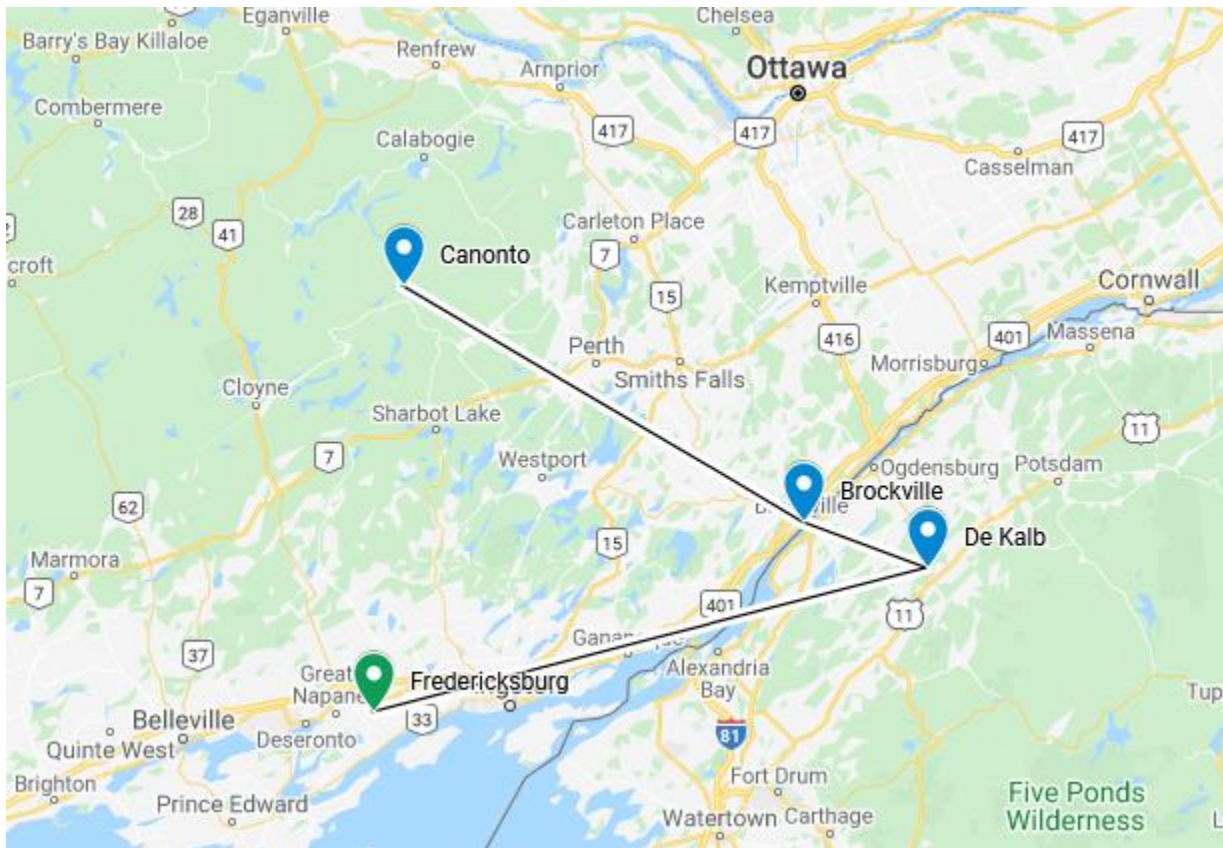 Eganville
Chelsea
Barry's Bay Killaloe
Renfrew
Arnprior
Ottawa
Combermere
417
417
417
Calabogie
Casselman
28
41
Carleton Place
7
croft
Canonto
15
Kemptville
Cornwall
416
401
Massena
Perth
Morrisburg
Smiths Falls
Cloyne
Sharbot Lake
11
7
Westport
Ogdensburg
Potsdam
62
Brockville
15
De Kalb
Marmora
7
401
11
37
Alexandria
Bay
Great
Fredericksburg
Belleville
33
Deseronto
Quinte West
81
Brighton
Prince Edward
Fort Drum
Five Ponds
Wilderness
Watertown
Carthage